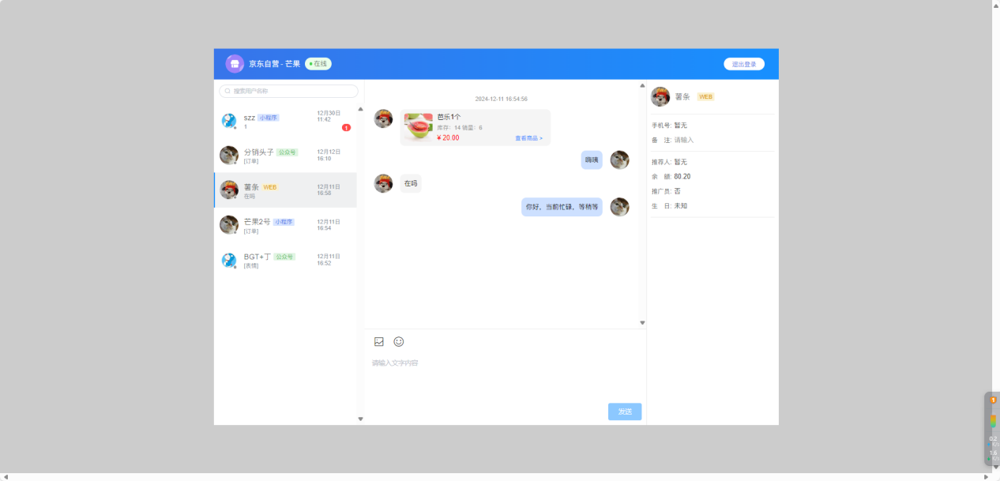 京东自营 - 芒果
在线
退出登录
搜索用户名称
szz 小程序
12月30日
11:42
1
1
分销头子 公众号
12月12日
16:10
[订单]
薯条 WEB
12月11日
16:58
在吗
芒果2号 小程序
12月11日
16:54
[订单]
BGT+丁 公众号
12月11日
16:52
[表情]
2024-12-11 16:54:56
芭乐1个
库存：14 销量：6
¥ 20.00
查看商品 >
嗨咦
在吗
你好，当前忙碌，等稍等
请输入文字内容
发送
薯条 WEB
手机号: 暂无
备 注: 请输入
推荐人: 暂无
余 额: 80.20
推广员: 否
生 日: 未知
0.2
1.6